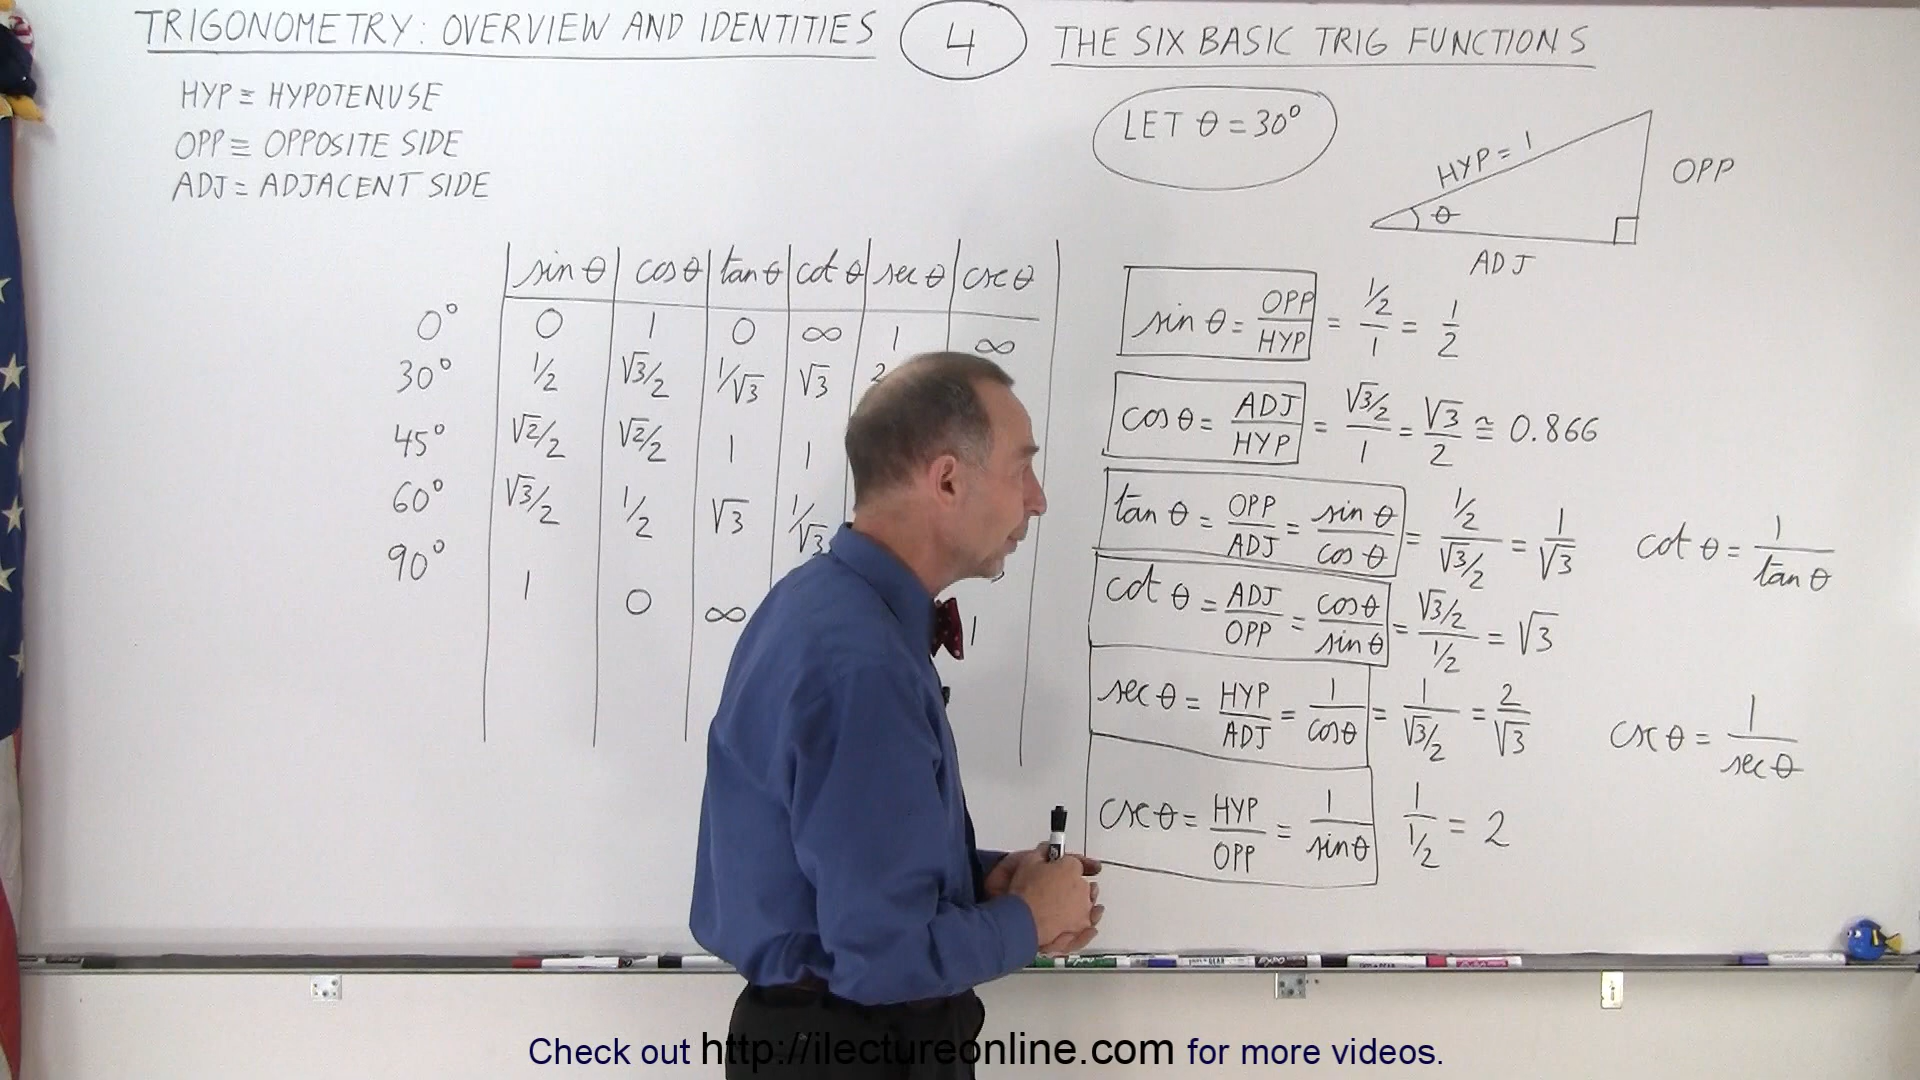 TRIGONOMETRY: OVERVIEW AND IDENTITIES 4 THE SIX BASIC TRIG FUNCTIONS
HYP ≡ HYPOTENUSE
OPP ≡ OPPOSITE SIDE
ADJ = ADJACENT SIDE
sin θ cos θ tan θ cot θ sec θ csc θ
0° 0 1 0 ∞ 1 ∞
30° 1/2 √3/2 1/√3 √3 2
45° √2/2 √2/2 1 1
60° √3/2 1/2 √3 1/√3
90° 1 0 ∞ 1
LET θ = 30°
HYP = 1
θ
OPP
ADJ
sin θ = OPP/HYP = 1/2/1 = 1/2
cos θ = ADJ/HYP = √3/2/1 = √3/2 ≅ 0.866
tan θ = OPP/ADJ = sin θ/cos θ = 1/2/√3/2 = 1/√3
cot θ = 1/tan θ
cot θ = ADJ/OPP = cos θ/sin θ = √3/2/1/2 = √3
sec θ = HYP/ADJ = 1/cos θ = 1/√3/2 = 2/√3
csc θ = 1/sec θ
csc θ = HYP/OPP = 1/sin θ 1/1/2 = 2
Check out http://ilectureonline.com for more videos.